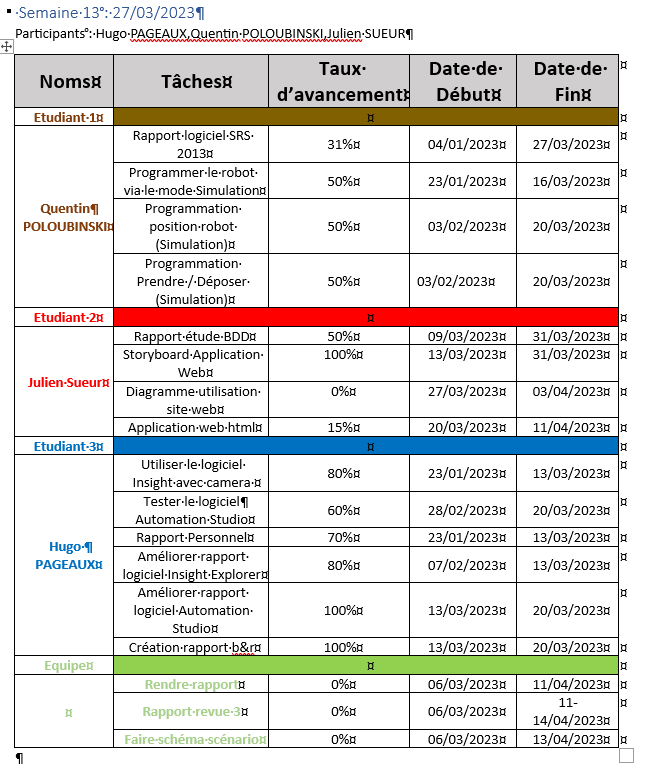 Semaine 13 : 27/03/2023
Participants : Hugo PAGEAUX,Quentin POLOUBINSKI,Julien SUEUR
Noms Tâches Taux d’avancement Date de Début Date de Fin
Etudiant 1
Quentin POLOUBINSKI
Rapport logiciel SRS 2013 31% 04/01/2023 27/03/2023
Programmer le robot via le mode Simulation 50% 23/01/2023 16/03/2023
Programmation position robot (Simulation) 50% 03/02/2023 20/03/2023
Programmation Prendre / Déposer (Simulation) 50% 03/02/2023 20/03/2023
Etudiant 2
Julien Sueur
Rapport étude BDD 50% 09/03/2023 31/03/2023
Storyboard Application Web 100% 13/03/2023 31/03/2023
Diagramme utilisation site web 0% 27/03/2023 03/04/2023
Application web html 15% 20/03/2023 11/04/2023
Etudiant 3
Hugo PAGEAUX
Utiliser le logiciel Insight avec camera 80% 23/01/2023 13/03/2023
Tester le logiciel Automation Studio 60% 28/02/2023 20/03/2023
Rapport Personnel 70% 23/01/2023 13/03/2023
Améliorer rapport logiciel Insight Explorer 80% 07/02/2023 13/03/2023
Améliorer rapport logiciel Automation Studio 100% 13/03/2023 20/03/2023
Création rapport b&r 100% 13/03/2023 20/03/2023
Equipe
Rendre rapport 0% 06/03/2023 11/04/2023
Rapport revue 3 0% 06/03/2023 11-14/04/2023
Faire schéma scénario 0% 06/03/2023 13/04/2023